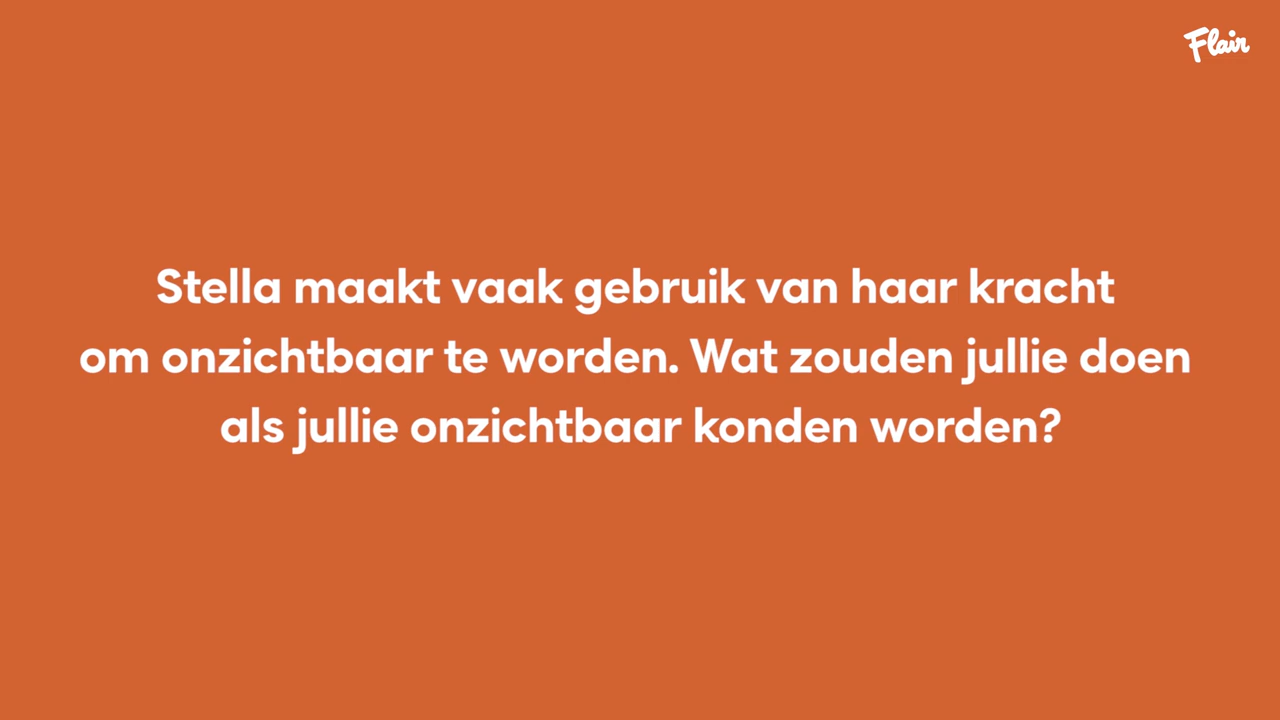 Flair
Stella maakt vaak gebruik van haar kracht
om onzichtbaar te worden. Wat zouden jullie doen
als jullie onzichtbaar konden worden?